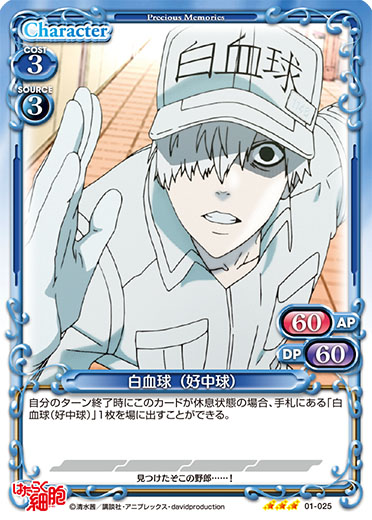 Precious Memories
Character
COST
3
SOURCE
3
白血球
60 AP
DP 60
白血球（好中球）
自分のターン終了時にこのカードが休息状態の場合、手札にある「白
血球（好中球）」1枚を場に出すことができる。
見つけたそこの野郎……！
はたらく
細胞
©清水茜／講談社・アニプレックス・davidproduction
01-025